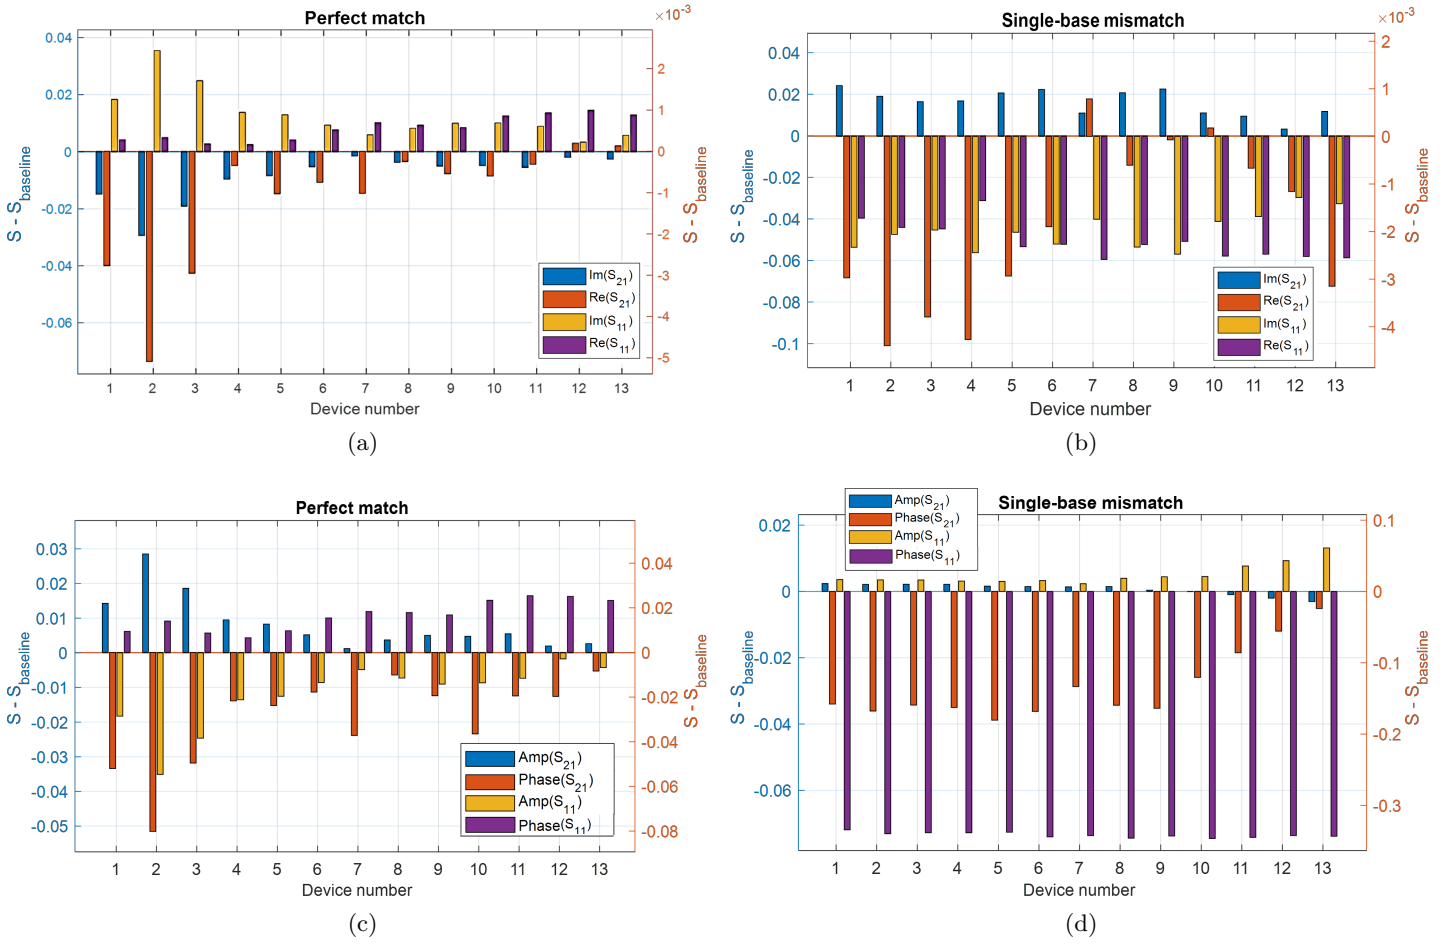 Perfect match
×10-3
0.04
0.02
0
-0.02
-0.04
-0.06
2
1
0
-1
-2
-3
-4
-5
S - Sbaseline
S - Sbaseline
Im(S21)
Re(S21)
Im(S11)
Re(S11)
1 2 3 4 5 6 7 8 9 10 11 12 13
Device number
(a)
Single-base mismatch
×10-3
0.04
0.02
0
-0.02
-0.04
-0.06
-0.08
-0.1
2
1
0
-1
-2
-3
-4
S - Sbaseline
S - Sbaseline
Im(S21)
Re(S21)
Im(S11)
Re(S11)
1 2 3 4 5 6 7 8 9 10 11 12 13
Device number
(b)
Perfect match
0.03
0.02
0.01
0
-0.01
-0.02
-0.03
-0.04
-0.05
0.04
0.02
0
-0.02
-0.04
-0.06
-0.08
S - Sbaseline
S - Sbaseline
Amp(S21)
Phase(S21)
Amp(S11)
Phase(S11)
1 2 3 4 5 6 7 8 9 10 11 12 13
Device number
(c)
Single-base mismatch
Amp(S21)
Phase(S21)
Amp(S11)
Phase(S11)
0.02
0
-0.02
-0.04
-0.06
0.1
0
-0.1
-0.2
-0.3
S - Sbaseline
S - Sbaseline
1 2 3 4 5 6 7 8 9 10 11 12 13
Device number
(d)